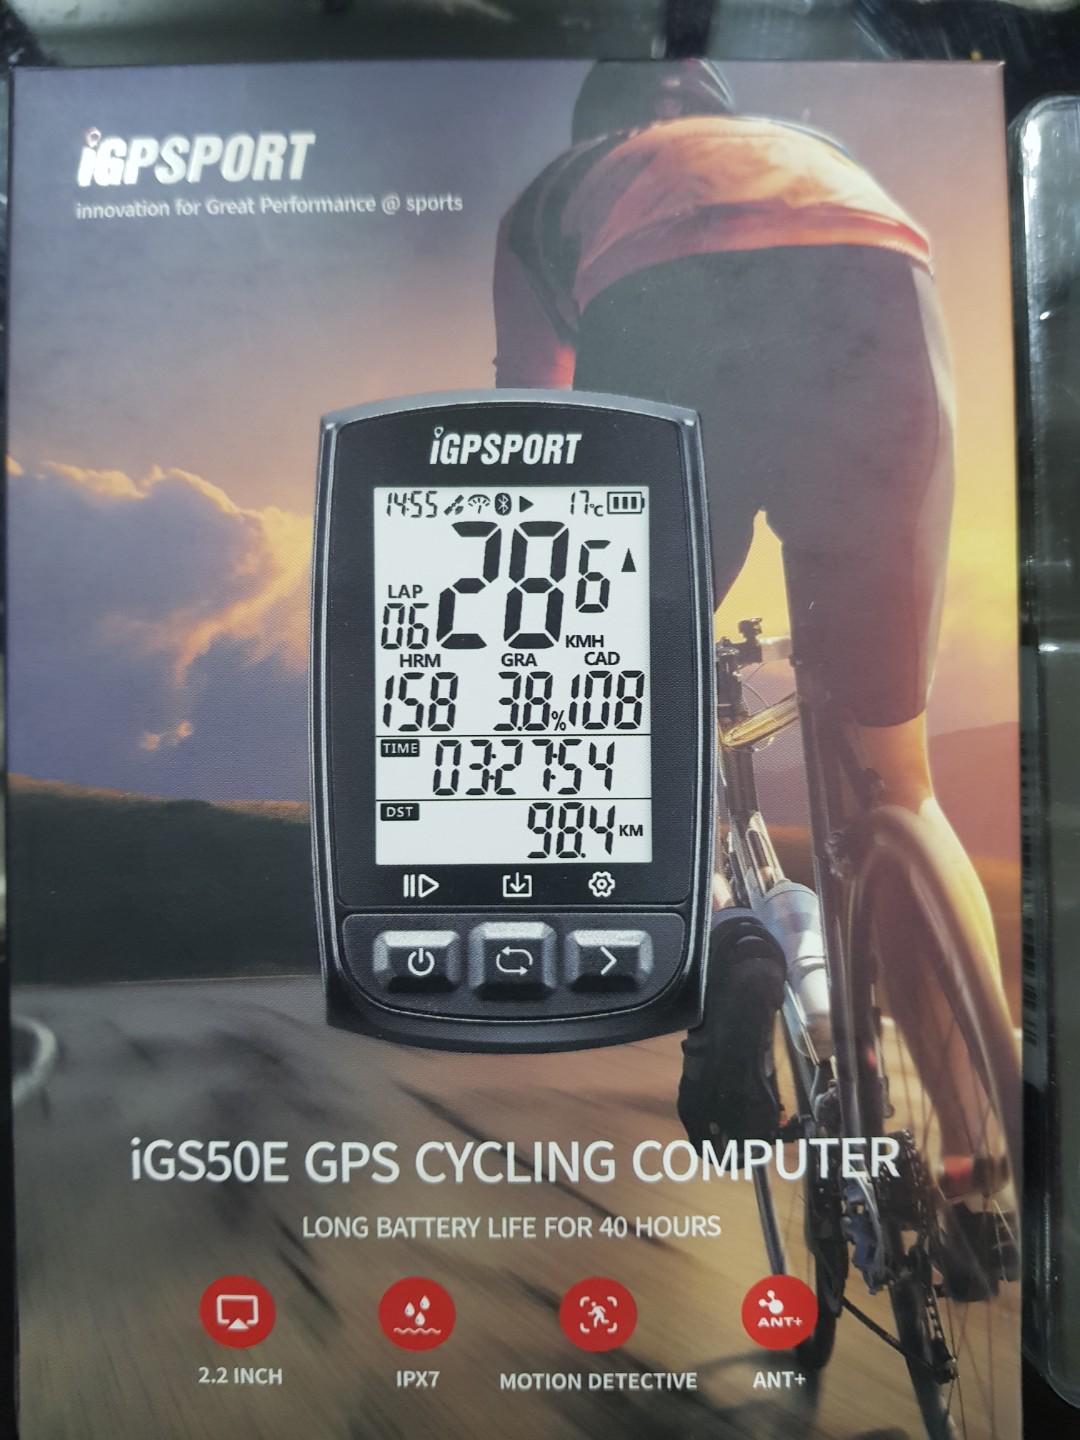 iGPSPORT
innovation for Great Performance @ sports
iGPSPORT
14:55 17°C
28.6
LAP
06
KMH
HRM GRA CAD
158 3.8% 108
TIME 03:27:54
DST 98.4 KM
iGS50E GPS CYCLING COMPUTER
LONG BATTERY LIFE FOR 40 HOURS
ANT+
2.2 INCH IPX7 MOTION DETECTIVE ANT+